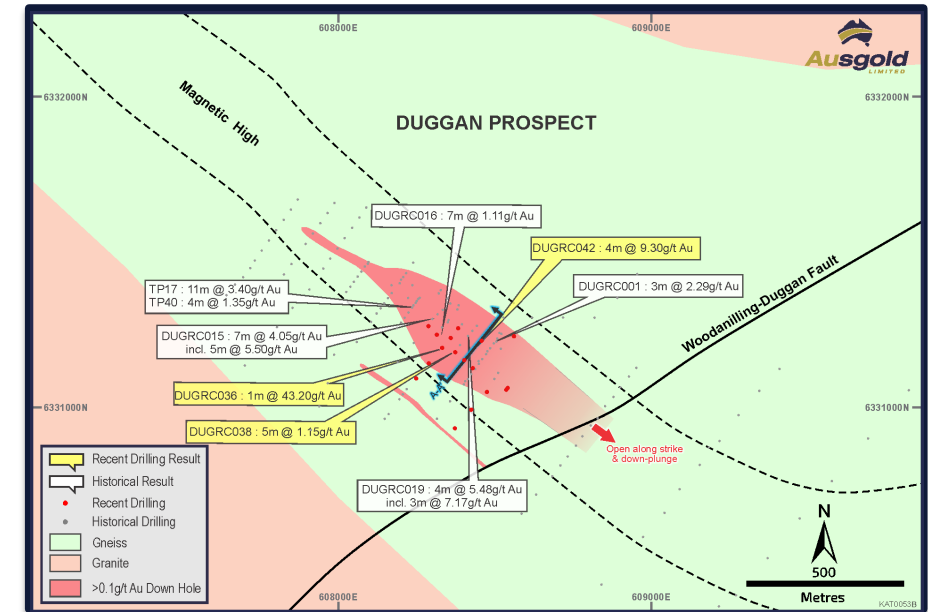 608000E
609000E
Ausgold
LIMITED
6332000N
6332000N
Magnetic High
DUGGAN PROSPECT
DUGRC016 : 7m @ 1.11g/t Au
DUGRC042 : 4m @ 9.30g/t Au
DUGRC001 : 3m @ 2.29g/t Au
TP17 : 11m @ 3.40g/t Au
TP40 : 4m @ 1.35g/t Au
Woodanilling-Duggan Fault
DUGRC015 : 7m @ 4.05g/t Au
incl. 5m @ 5.50g/t Au
DUGRC036 : 1m @ 43.20g/t Au
6331000N
6331000N
DUGRC038 : 5m @ 1.15g/t Au
Open along strike
& down-plunge
DUGRC019 : 4m @ 5.48g/t Au
incl. 3m @ 7.17g/t Au
Recent Drilling Result
Historical Result
Recent Drilling
Historical Drilling
Gneiss
Granite
>0.1g/t Au Down Hole
N
500
Metres
608000E
609000E
KAT0053B